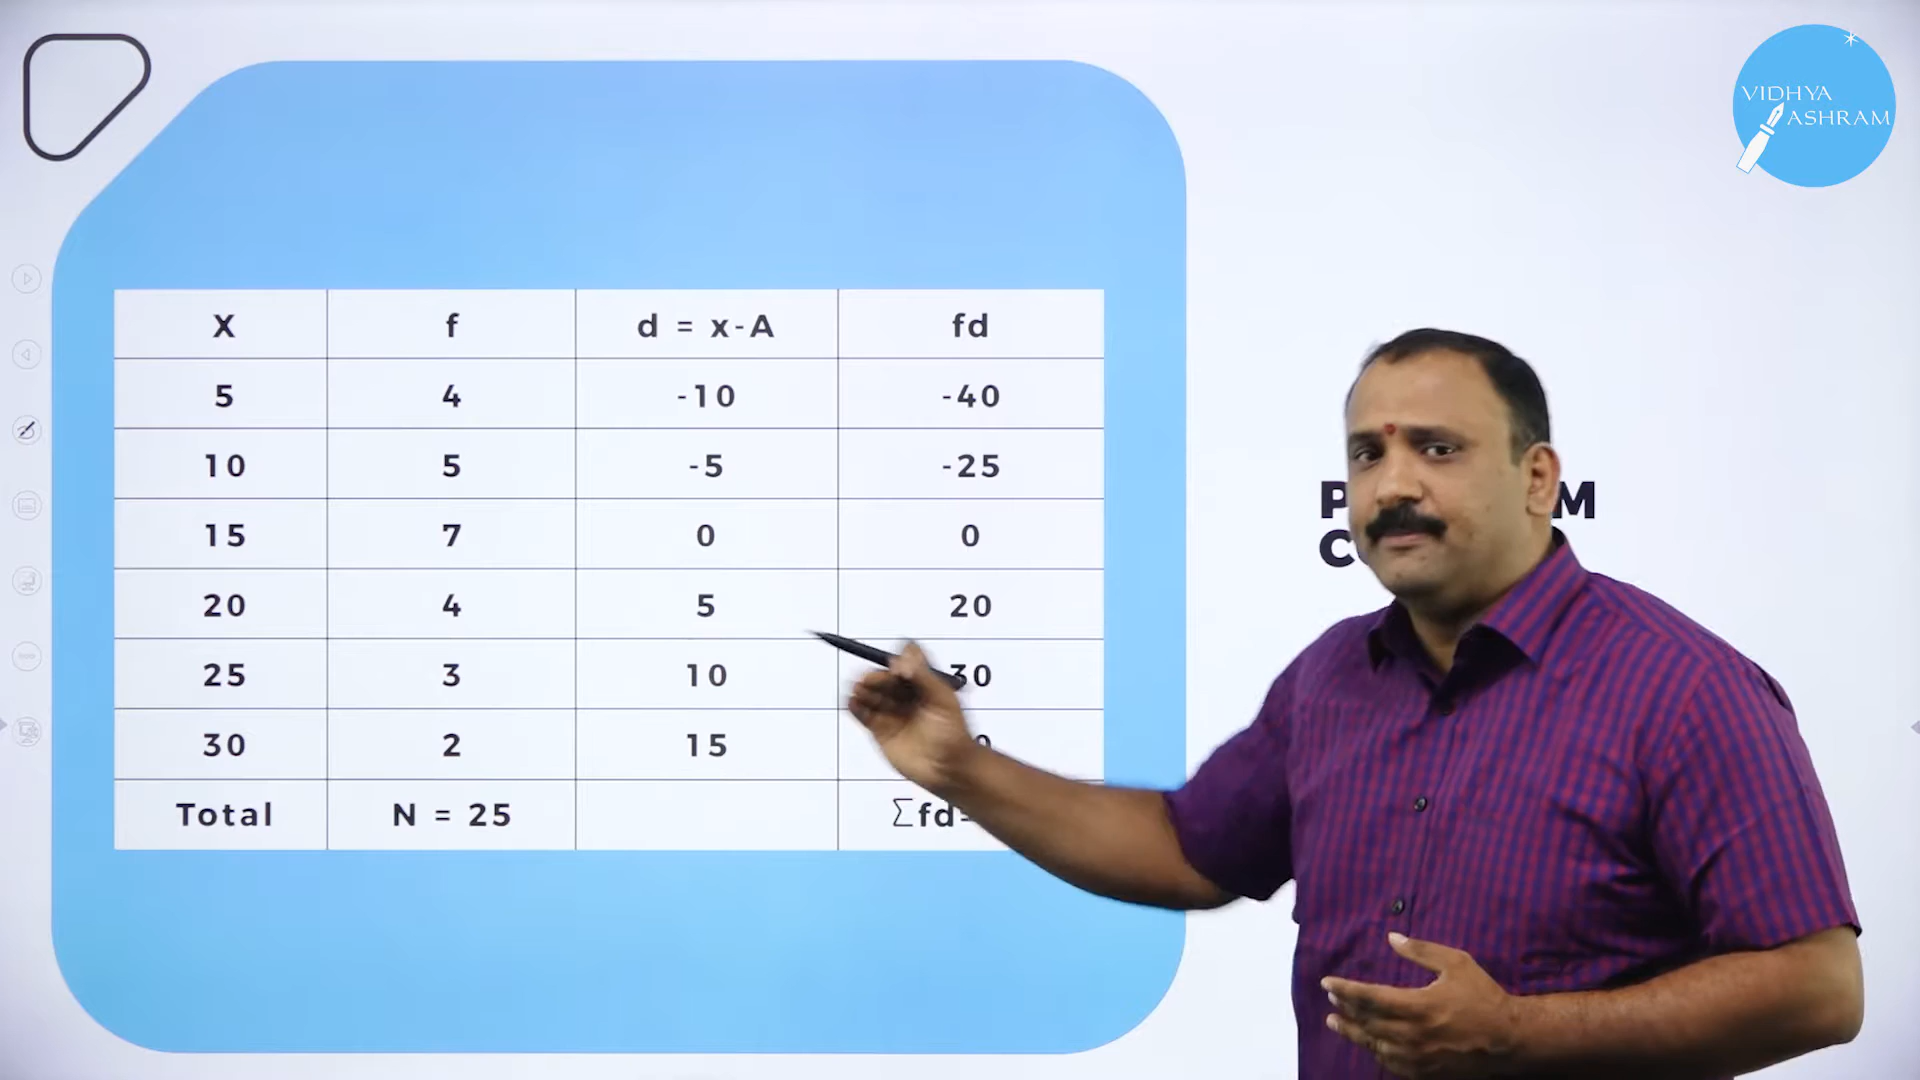 VIDHYA
ASHRAM
X f d = x-A fd
5 4 -10 -40
10 5 -5 -25
15 7 0 0
20 4 5 20
25 3 10 30
30 2 15
Total N = 25 ∑fd=